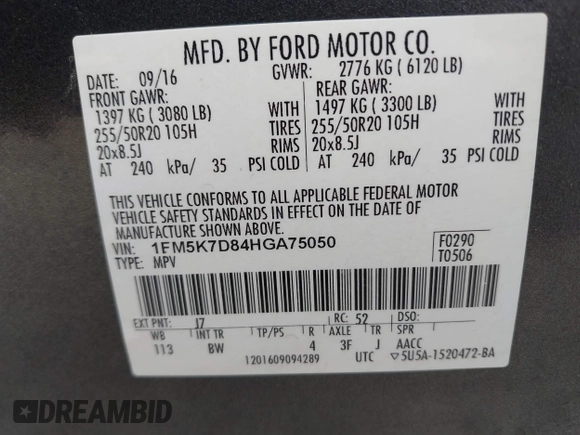 MFD. BY FORD MOTOR CO.
DATE: 09/16 GVWR: 2776 KG ( 6120 LB)
FRONT GAWR: REAR GAWR:
1397 KG ( 3080 LB) WITH 1497 KG ( 3300 LB) WITH
255/50R20 105H TIRES 255/50R20 105H TIRES
20x8.5J RIMS 20x8.5J RIMS
AT 240 kPa/ 35 PSI COLD AT 240 kPa/ 35 PSI COLD
THIS VEHICLE CONFORMS TO ALL APPLICABLE FEDERAL MOTOR
VEHICLE SAFETY STANDARDS IN EFFECT ON THE DATE OF
MANUFACTURE SHOWN ABOVE.
VIN: 1FM5K7D84HGA75050 F0290
TYPE: MPV T0506
EXT PNT: J7 RC: 52 DSO:
WB INT TR TP/PS R AXLE TR SPR
113 BW 4 3F J AACC
1201609094289 UTC ▽5U5A-1520472-BA
DREAMBID